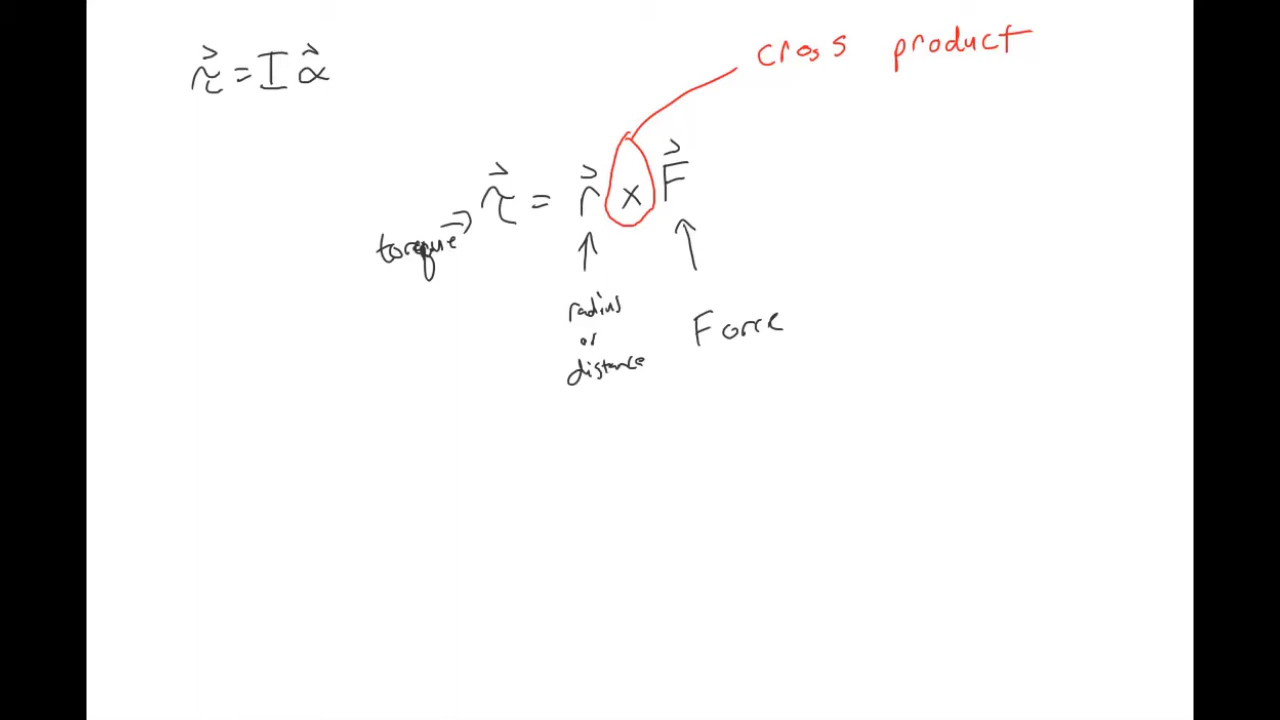 τ⃗ = I α⃗
cross product
τ⃗ = r⃗ × F⃗
torque
radius
or
distance
Force